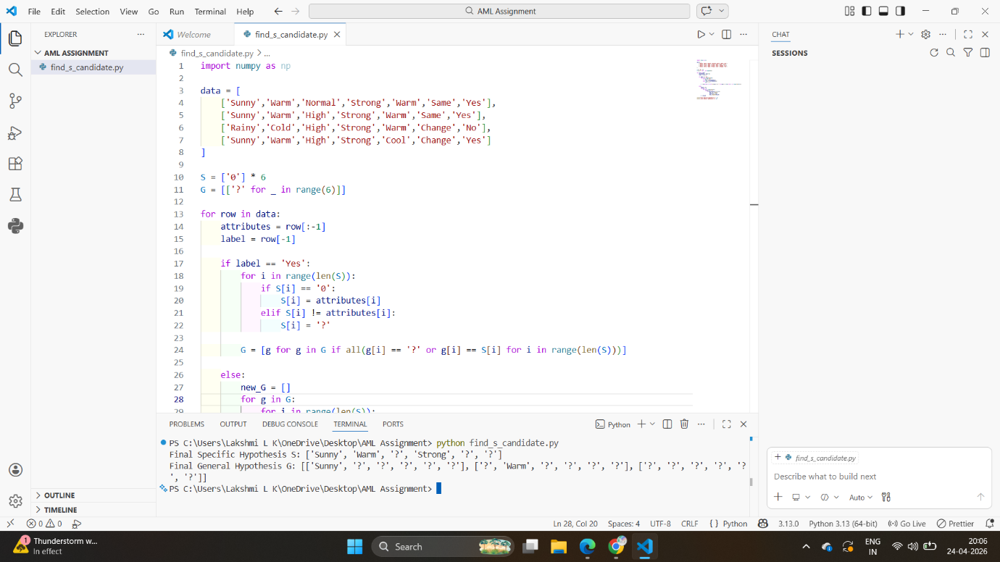 File Edit Selection View Go Run Terminal Help
AML Assignment
EXPLORER
AML ASSIGNMENT
find_s_candidate.py
OUTLINE
TIMELINE
Welcome
find_s_candidate.py
find_s_candidate.py > ...
1 import numpy as np
2
3 data = [
4 ['Sunny','Warm','Normal','Strong','Warm','Same','Yes'],
5 ['Sunny','Warm','High','Strong','Warm','Same','Yes'],
6 ['Rainy','Cold','High','Strong','Warm','Change','No'],
7 ['Sunny','Warm','High','Strong','Cool','Change','Yes']
8 ]
9
10 S = ['0'] * 6
11 G = [['?' for _ in range(6)]]
12
13 for row in data:
14 attributes = row[:-1]
15 label = row[-1]
16
17 if label == 'Yes':
18 for i in range(len(S)):
19 if S[i] == '0':
20 S[i] = attributes[i]
21 elif S[i] != attributes[i]:
22 S[i] = '?'
23
24 G = [g for g in G if all(g[i] == '?' or g[i] == S[i] for i in range(len(S)))]
25
26 else:
27 new_G = []
28 for g in G:
29 for i in range(len(S)):
PROBLEMS OUTPUT DEBUG CONSOLE TERMINAL PORTS
Python
PS C:\Users\Lakshmi L K\OneDrive\Desktop\AML Assignment> python find_s_candidate.py
Final Specific Hypothesis S: ['Sunny', 'Warm', '?', 'Strong', '?', '?']
Final General Hypothesis G: [['Sunny', '?', '?', '?', '?', '?'], ['?', 'Warm', '?', '?', '?', '?'], ['?', '?', '?', '?', '?
', '?']]
PS C:\Users\Lakshmi L K\OneDrive\Desktop\AML Assignment>
CHAT
SESSIONS
find_s_candidate.py
Describe what to build next
Auto
0 0
Ln 28, Col 20 Spaces: 4 UTF-8 CRLF { } Python 3.13.0 Python 3.13 (64-bit) Go Live Prettier
1
Thunderstorm w...
In effect
Search
ENG
IN
20:06
24-04-2026